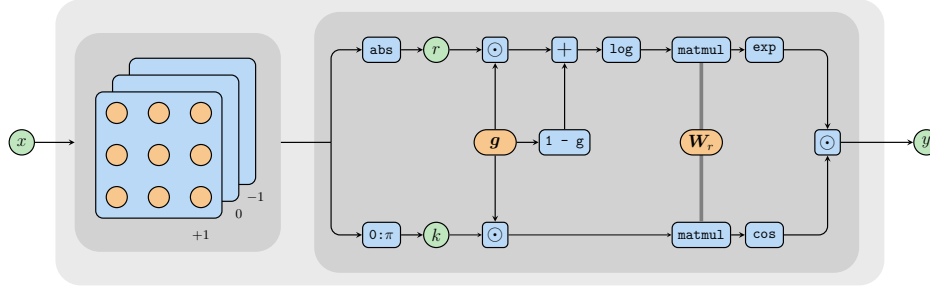 abs r ⊙ + log matmul exp
x g 1 - g W_r ⊙ y
−1
0
+1
0:π k ⊙ matmul cos